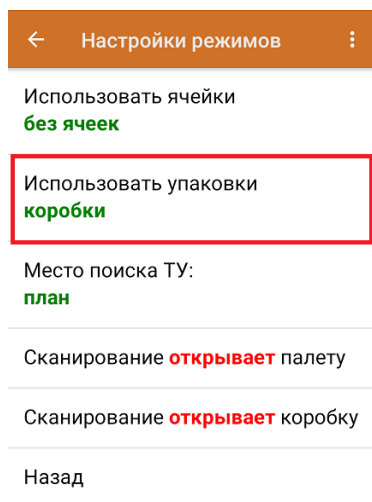 Настройки режимов
Использовать ячейки
без ячеек
Использовать упаковки
коробки
Место поиска ТУ:
план
Сканирование открывает палету
Сканирование открывает коробку
Назад